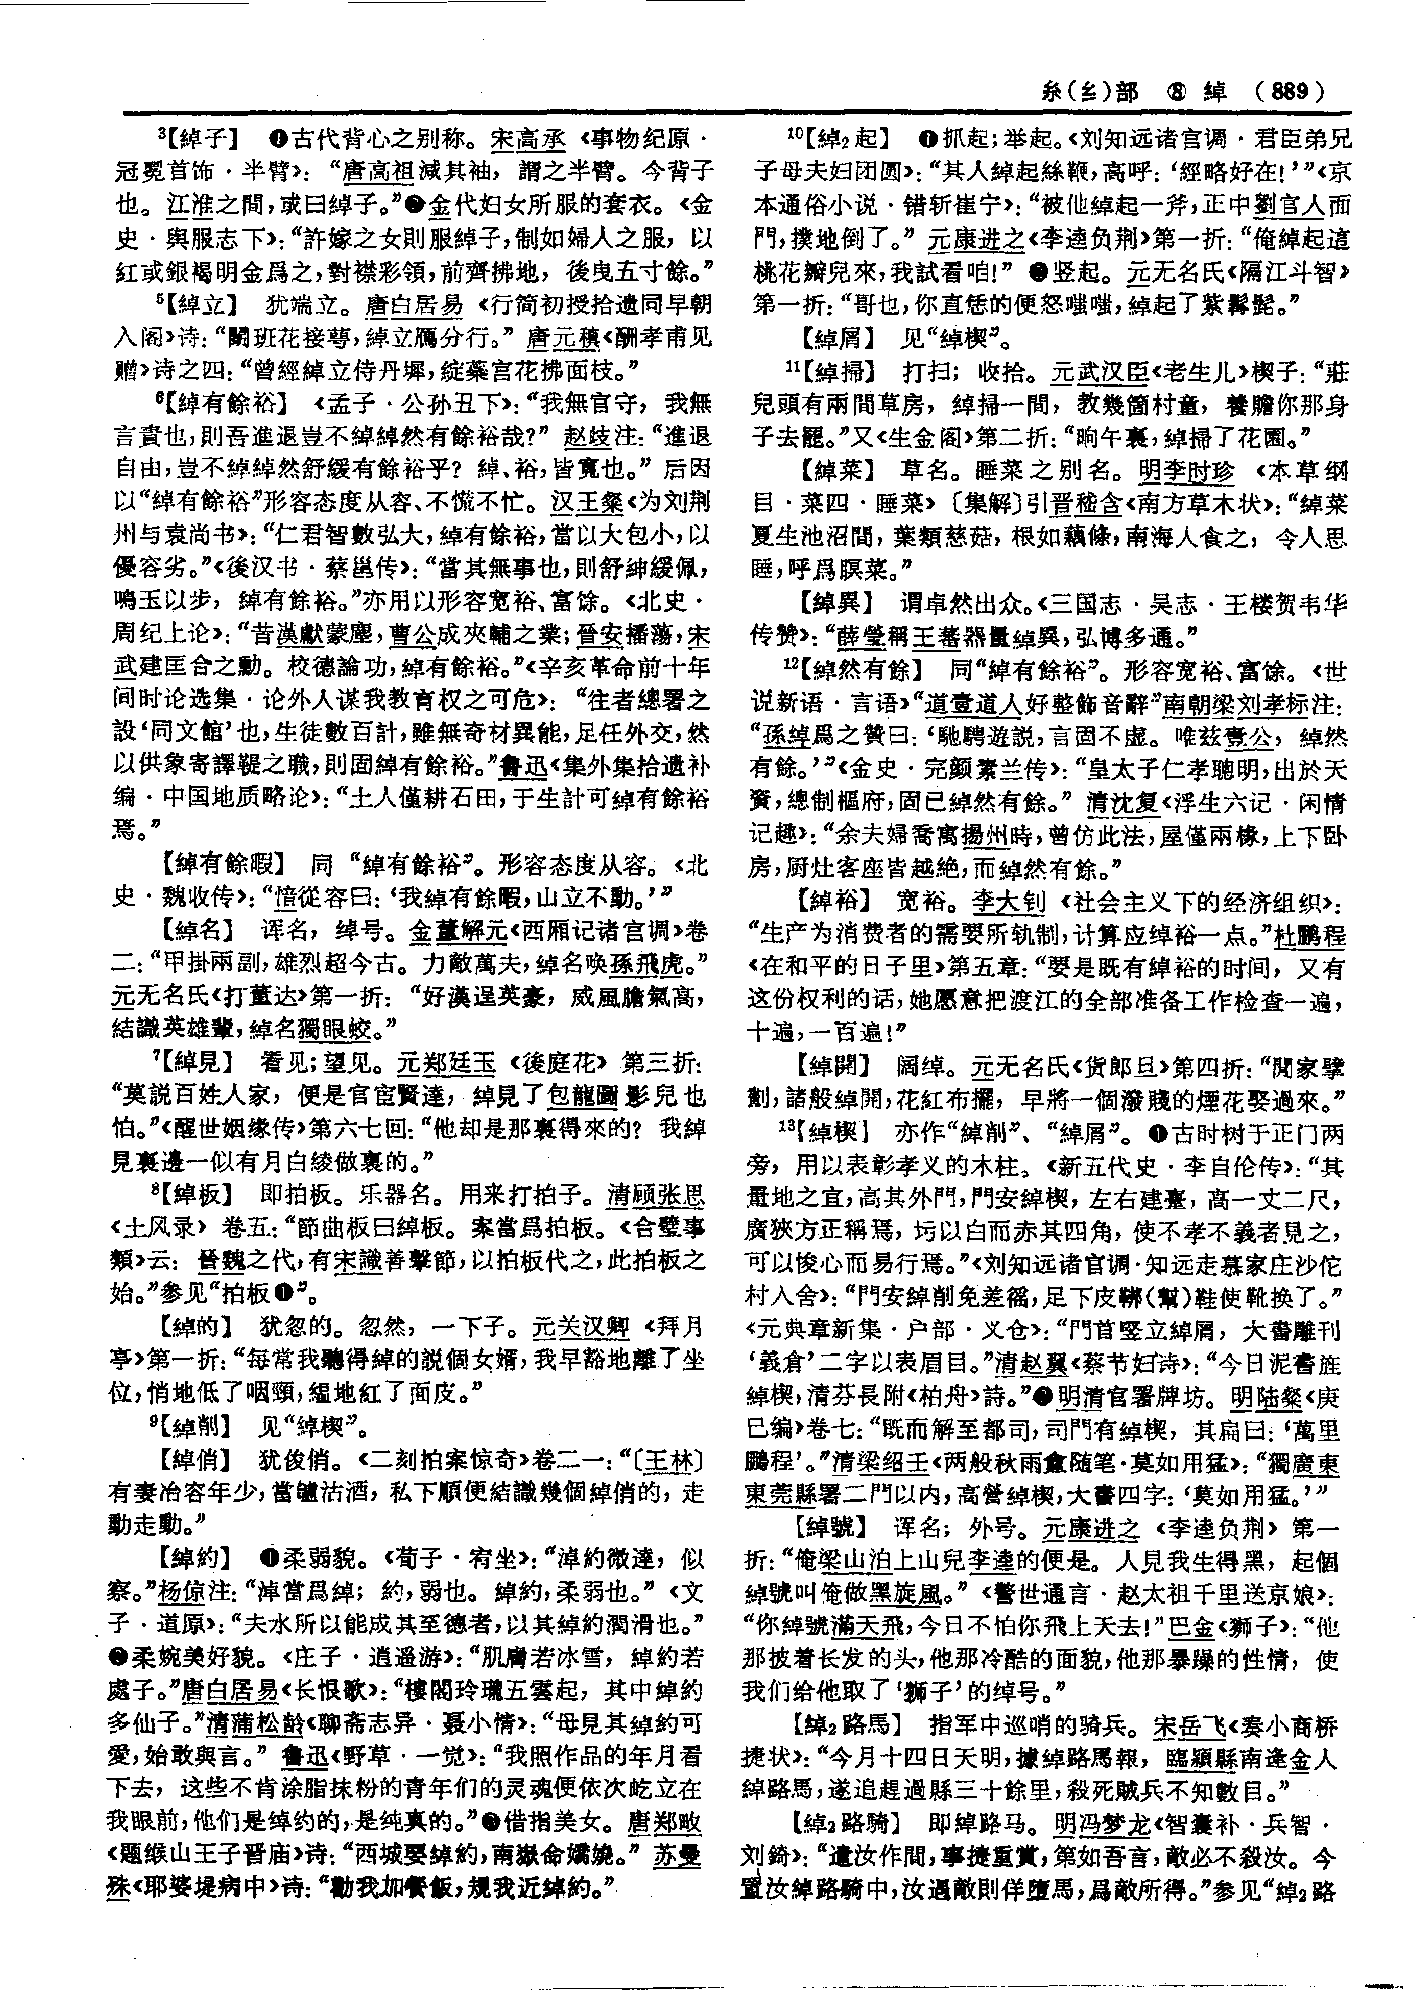 糸(纟)部 ⑧ 綽 (889)
³【綽子】 ❶古代背心之别称。宋高承《事物纪原·
冠冕首饰·半臂》：“唐高祖減其袖，謂之半臂。今背子
也。江淮之間，或曰綽子。”❷金代妇女所服的套衣。《金
史·舆服志下》：“許嫁之女則服綽子，制如婦人之服，以
紅或銀褐明金爲之，對襟彩領，前齊拂地，後曳五寸餘。”
⁵【綽立】 犹端立。唐白居易《行简初授拾遗同早朝
入阁》诗：“闕班花接萼，綽立鴈分行。”唐元稹《酬孝甫见
赠》诗之四：“曾經綽立侍丹墀，綻蘂宫花拂面枝。”
⁶【綽有餘裕】 《孟子·公孙丑下》：“我無官守，我無
言責也，則吾進退豈不綽綽然有餘裕哉？”赵歧注：“進退
自由，豈不綽綽然舒緩有餘裕乎？綽、裕，皆寬也。”后因
以“綽有餘裕”形容态度从容、不慌不忙。汉王粲《为刘荆
州与袁尚书》：“仁君智數弘大，綽有餘裕，當以大包小，以
優容劣。”《後汉书·蔡邕传》：“當其無事也，則舒紳緩佩，
鳴玉以步，綽有餘裕。”亦用以形容宽裕、富馀。《北史·
周纪上论》：“昔漢獻蒙塵，曹公成夾輔之業；晉安播蕩，宋
武建匡合之勳。校德論功，綽有餘裕。”《辛亥革命前十年
间时论选集·论外人谋我教育权之可危》：“往者總署之
設‘同文館’也，生徒數百計，雖無奇材異能，足任外交，然
以供象寄譯鞮之職，則固綽有餘裕。”鲁迅《集外集拾遗补
编·中国地质略论》：“土人僅耕石田，于生計可綽有餘裕
焉。”
【綽有餘暇】 同“綽有餘裕”。形容态度从容。《北
史·魏收传》：“愔從容曰：‘我綽有餘暇，山立不動。’”
【綽名】 诨名，绰号。金董解元《西厢记诸宫调》卷
二：“甲掛兩副，雄烈超今古。力敵萬夫，綽名唤孫飛虎。”
元无名氏《打董达》第一折：“好漢逞英豪，威風膽氣高，
結識英雄輩，綽名獨眼蛟。”
⁷【綽見】 看见；望见。元郑廷玉《後庭花》第三折：
“莫説百姓人家，便是官宦賢達，綽見了包龍圖影兒也
怕。”《醒世姻缘传》第六七回：“他却是那裏得來的？我綽
見裏邊一似有月白綾做裏的。”
⁸【綽板】 即拍板。乐器名。用来打拍子。清顾张思
《土风录》卷五：“節曲板曰綽板。案當爲拍板。《合璧事
類》云：晉魏之代，有宋識善擊節，以拍板代之，此拍板之
始。”参见“拍板❶”。
【綽的】 犹忽的。忽然，一下子。元关汉卿《拜月
亭》第一折：“每常我聽得綽的說個女婿，我早豁地離了坐
位，悄地低了咽頸，緼地紅了面皮。”
⁹【綽削】 见“綽楔”。
【綽俏】 犹俊俏。《二刻拍案惊奇》卷二一：“〔王林〕
有妻冶容年少，當罏沽酒，私下順便結識幾個綽俏的，走
動走動。”
【綽約】 ❶柔弱貌。《荀子·宥坐》：“淖約微達，似
察。”杨倞注：“淖當爲綽；約，弱也。綽約，柔弱也。”《文
子·道原》：“夫水所以能成其至德者，以其綽約潤滑也。”
❷柔婉美好貌。《庄子·逍遥游》：“肌膚若冰雪，綽約若
處子。”唐白居易《长恨歌》：“樓閣玲瓏五雲起，其中綽約
多仙子。”清蒲松龄《聊斋志异·聂小倩》：“母見其綽約可
愛，始敢與言。”鲁迅《野草·一觉》：“我照作品的年月看
下去，这些不肯涂脂抹粉的青年们的灵魂便依次屹立在
我眼前，他们是绰约的，是纯真的。”❸借指美女。唐郑畋
《题缑山王子晋庙》诗：“西城要綽約，南嶽命嬌嬈。”苏曼
殊《耶婆堤病中》诗：“勸我加餐飯，規我近綽約。”
¹⁰【綽₂起】 ❶抓起；举起。《刘知远诸宫调·君臣弟兄
子母夫妇团圆》：“其人綽起絲鞭，高呼：‘經略好在！’”《京
本通俗小说·错斩崔宁》：“被他綽起一斧，正中劉官人面
門，撲地倒了。”元康进之《李逵负荆》第一折：“俺綽起這
桃花瓣兒來，我試看咱！”❷竖起。元无名氏《隔江斗智》
第一折：“哥也，你直恁的便怒嗤嗤，綽起了紫髯髭。”
【綽屑】 见“綽楔”。
¹¹【綽掃】 打扫；收拾。元武汉臣《老生儿》楔子：“莊
兒頭有兩間草房，綽掃一間，教幾箇村童，養贍你那身
子去罷。”又《生金阁》第二折：“晌午裏，綽掃了花園。”
【綽菜】 草名。睡菜之别名。明李时珍《本草纲
目·菜四·睡菜》〔集解〕引晋嵇含《南方草木状》：“綽菜
夏生池沼間，葉類慈菇，根如藕條，南海人食之，令人思
睡，呼爲瞑菜。”
【綽異】 谓卓然出众。《三国志·吴志·王楼贺韦华
传赞》：“薛瑩稱王蕃器量綽異，弘博多通。”
¹²【綽然有餘】 同“綽有餘裕”。形容宽裕、富馀。《世
说新语·言语》“道壹道人好整飾音辭”南朝梁刘孝标注：
“孫綽爲之贊曰：‘馳騁遊説，言固不虛。唯兹壹公，綽然
有餘。’”《金史·完颜素兰传》：“皇太子仁孝聰明，出於天
資，總制樞府，固已綽然有餘。”清沈复《浮生六记·闲情
记趣》：“余夫婦喬寓揚州時，曾仿此法，屋僅兩椽，上下卧
房，厨灶客座皆越絶，而綽然有餘。”
【綽裕】 宽裕。李大钊《社会主义下的经济组织》：
“生产为消费者的需要所轨制，计算应绰裕一点。”杜鹏程
《在和平的日子里》第五章：“要是既有綽裕的时间，又有
这份权利的话，她愿意把渡江的全部准备工作检查一遍，
十遍，一百遍！”
【綽開】 阔绰。元无名氏《货郎旦》第四折：“閒家擘
劃，諸般綽開，花紅布擺，早將一個潑賤的煙花娶過來。”
¹³【綽楔】 亦作“綽削”、“綽屑”。❶古时树于正门两
旁，用以表彰孝义的木柱。《新五代史·李自伦传》：“其
量地之宜，高其外門，門安綽楔，左右建臺，高一丈二尺，
廣狹方正稱焉，圬以白而赤其四角，使不孝不義者見之，
可以悛心而易行焉。”《刘知远诸宫调·知远走慕家庄沙佗
村入舍》：“門安綽削免差徭，足下皮鞤（幫）鞋使靴换了。”
《元典章新集·户部·义仓》：“門首竪立綽屑，大書雕刊
‘義倉’二字以表眉目。”清赵翼《蔡节妇诗》：“今日泥書旌
綽楔，清芬長附《柏舟》詩。”❷明清官署牌坊。明陆粲《庚
巳编》卷七：“既而解至都司，司門有綽楔，其扁曰：‘萬里
鵬程’。”清梁绍壬《两般秋雨盦随笔·莫如用猛》：“獨廣東
東莞縣署二門以内，高營綽楔，大書四字：‘莫如用猛。’”
【綽號】 诨名；外号。元康进之《李逵负荆》第一
折：“俺梁山泊上山兒李逵的便是。人見我生得黑，起個
綽號叫俺做黑旋風。”《警世通言·赵太祖千里送京娘》：
“你綽號滿天飛，今日不怕你飛上天去！”巴金《狮子》：“他
那披着长发的头，他那冷酷的面貌，他那暴躁的性情，使
我们给他取了‘狮子’的绰号。”
【綽₂路馬】 指军中巡哨的骑兵。宋岳飞《奏小商桥
捷状》：“今月十四日天明，據綽路馬報，臨潁縣南逢金人
綽路馬，遂追趕過縣三十餘里，殺死賊兵不知數目。”
【綽₂路騎】 即綽路马。明冯梦龙《智囊补·兵智·
刘錡》：“遣汝作間，事捷重賞，第如吾言，敵必不殺汝。今
置汝綽路騎中，汝遇敵則佯墮馬，爲敵所得。”参见“綽₂路